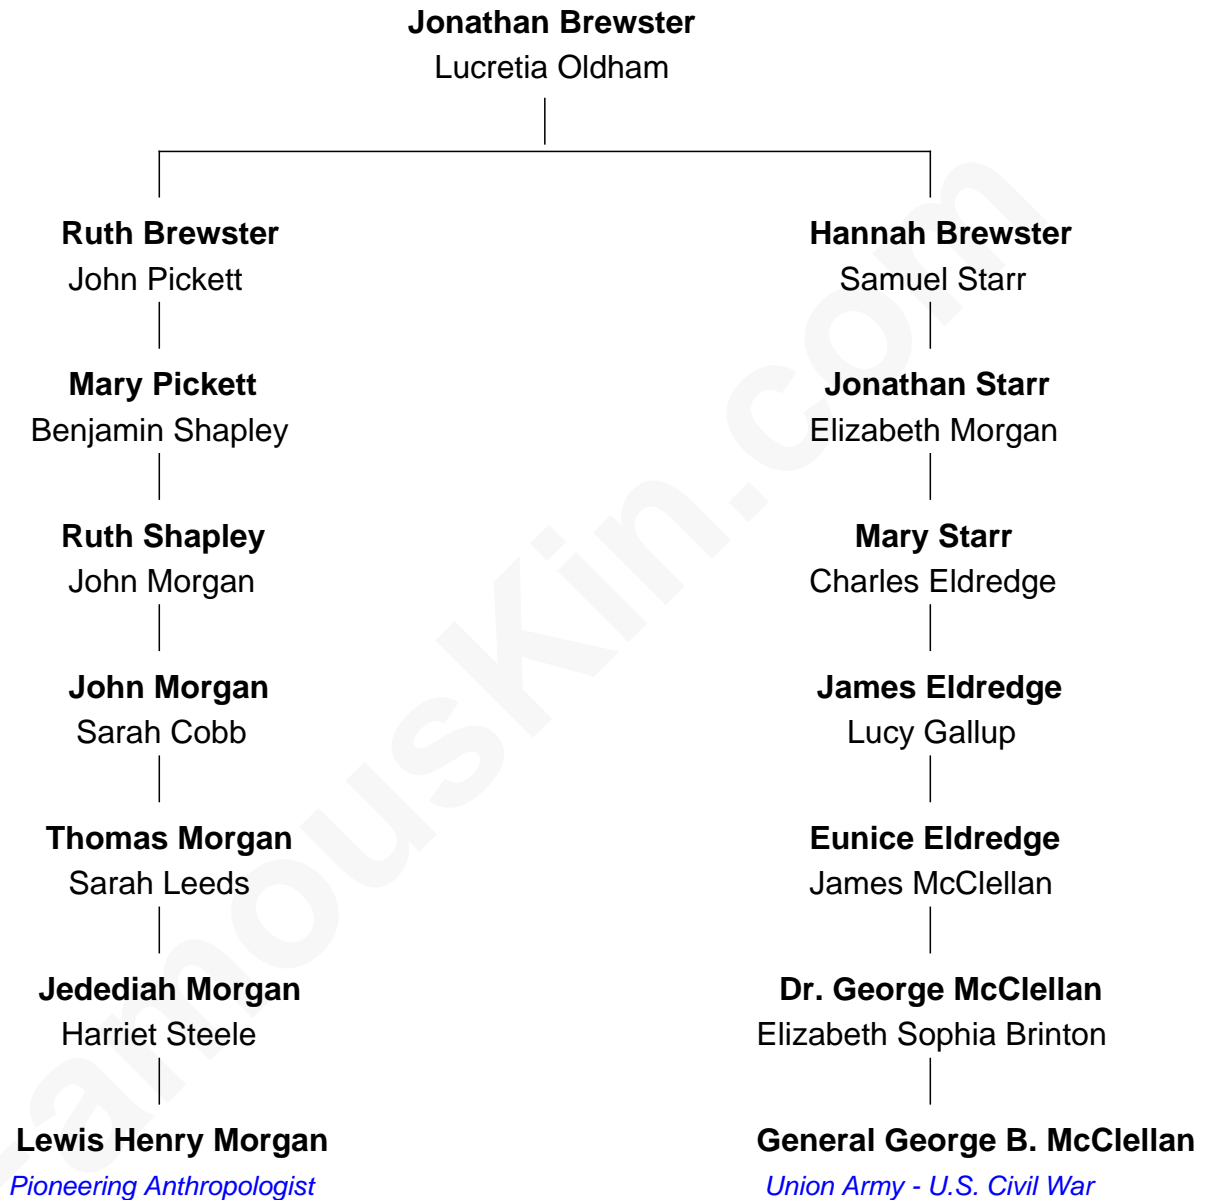 Jonathan Brewster
Lucretia Oldham
Ruth Brewster
John Pickett
Hannah Brewster
Samuel Starr
Mary Pickett
Benjamin Shapley
Jonathan Starr
Elizabeth Morgan
Ruth Shapley
John Morgan
Mary Starr
Charles Eldredge
John Morgan
Sarah Cobb
James Eldredge
Lucy Gallup
Thomas Morgan
Sarah Leeds
Eunice Eldredge
James McClellan
Jedediah Morgan
Harriet Steele
Dr. George McClellan
Elizabeth Sophia Brinton
Lewis Henry Morgan
Pioneering Anthropologist
General George B. McClellan
Union Army - U.S. Civil War
FamousKin.com